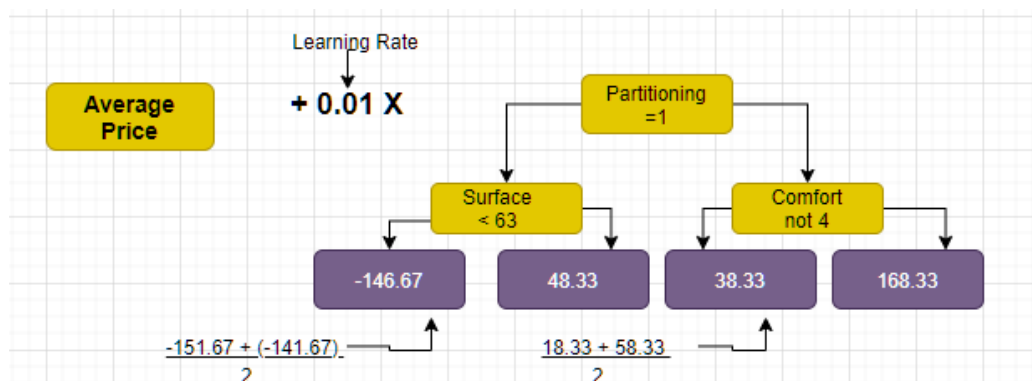 Learning Rate
Average
Price
+ 0.01 X
Partitioning
=1
Surface
< 63
Comfort
not 4
-146.67
48.33
38.33
168.33
-151.67 + (-141.67)
2
18.33 + 58.33
2